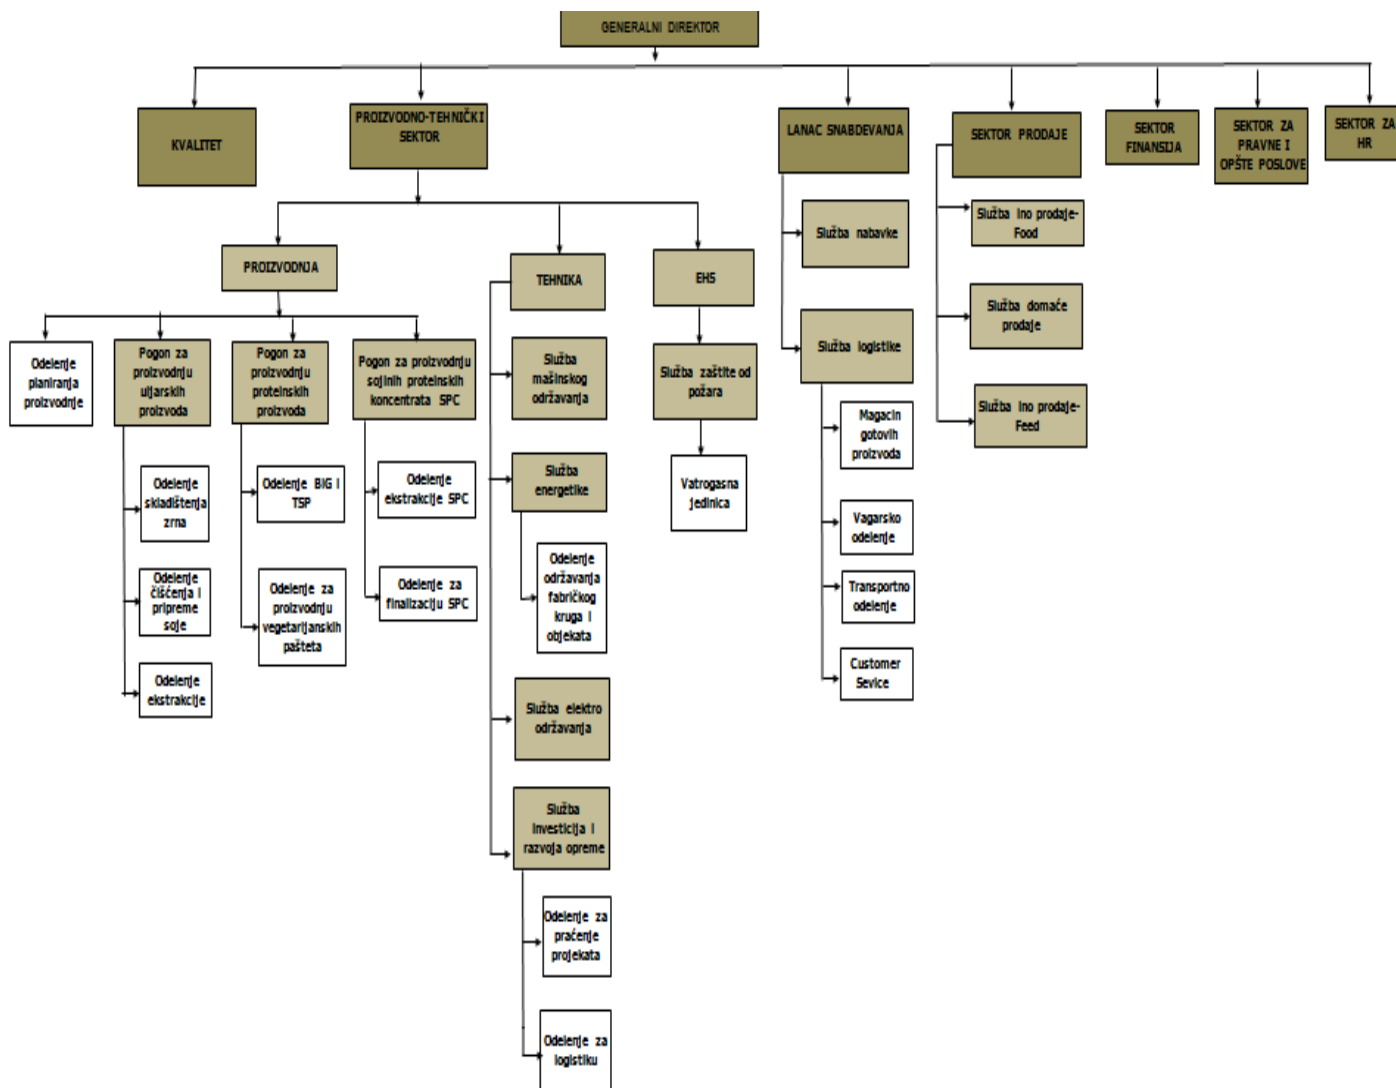 GENERALNI DIREKTOR
KVALITET
PROIZVODNO-TEHNIČKI
SEKTOR
LANAC SNABDEVANJA
SEKTOR PRODAJE
SEKTOR
FINANSIJA
SEKTOR ZA
PRAVNE I
OPŠTE POSLOVE
SEKTOR ZA
HR
PROIZVODNJA
TEHNIKA
EHS
Služba nabavke
Služba logistike
Služba Ino prodaje-
Food
Služba domaće
prodaje
Služba Ino prodaje-
Feed
Odelenje
planiranja
proizvodnje
Pogon za
proizvodnju
uljarskih
proizvoda
Pogon za
proizvodnju
proteinskih
proizvoda
Pogon za proizvodnju
sojinih proteinskih
koncentrata SPC
Služba
mašinskog
održavanja
Služba zaštite od
požara
Odelenje
skladištenja
zrna
Odelenje
čišćenja i
pripreme
soje
Odelenje
ekstrakcije
Odelenje BIG I
TSP
Odelenje za
proizvodnju
vegetarijanskih
pašteta
Odelenje
ekstrakcije SPC
Odelenje za
finalizaciju SPC
Služba
energetike
Odelenje
održavanja
fabričkog
kruga i
objekata
Služba elektro
održavanja
Služba
investicija i
razvoja opreme
Odelenje za
praćenje
projekata
Odelenje za
logistiku
Vatrogasna
jedinica
Magacin
gotovih
proizvoda
Vagarsko
odelenje
Transportno
odelenje
Customer
Sevice